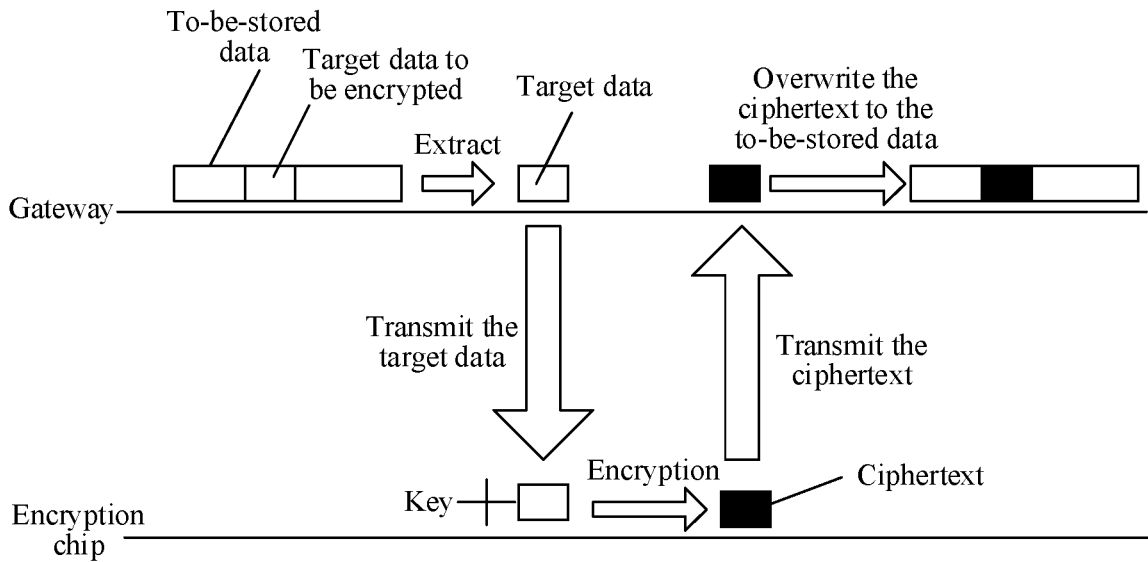 To-be-stored
data
Target data to
be encrypted
Extract
Target data
Overwrite the
ciphertext to the
to-be-stored data
Gateway
Transmit the
target data
Transmit the
ciphertext
Encryption
Key
Ciphertext
Encryption
chip